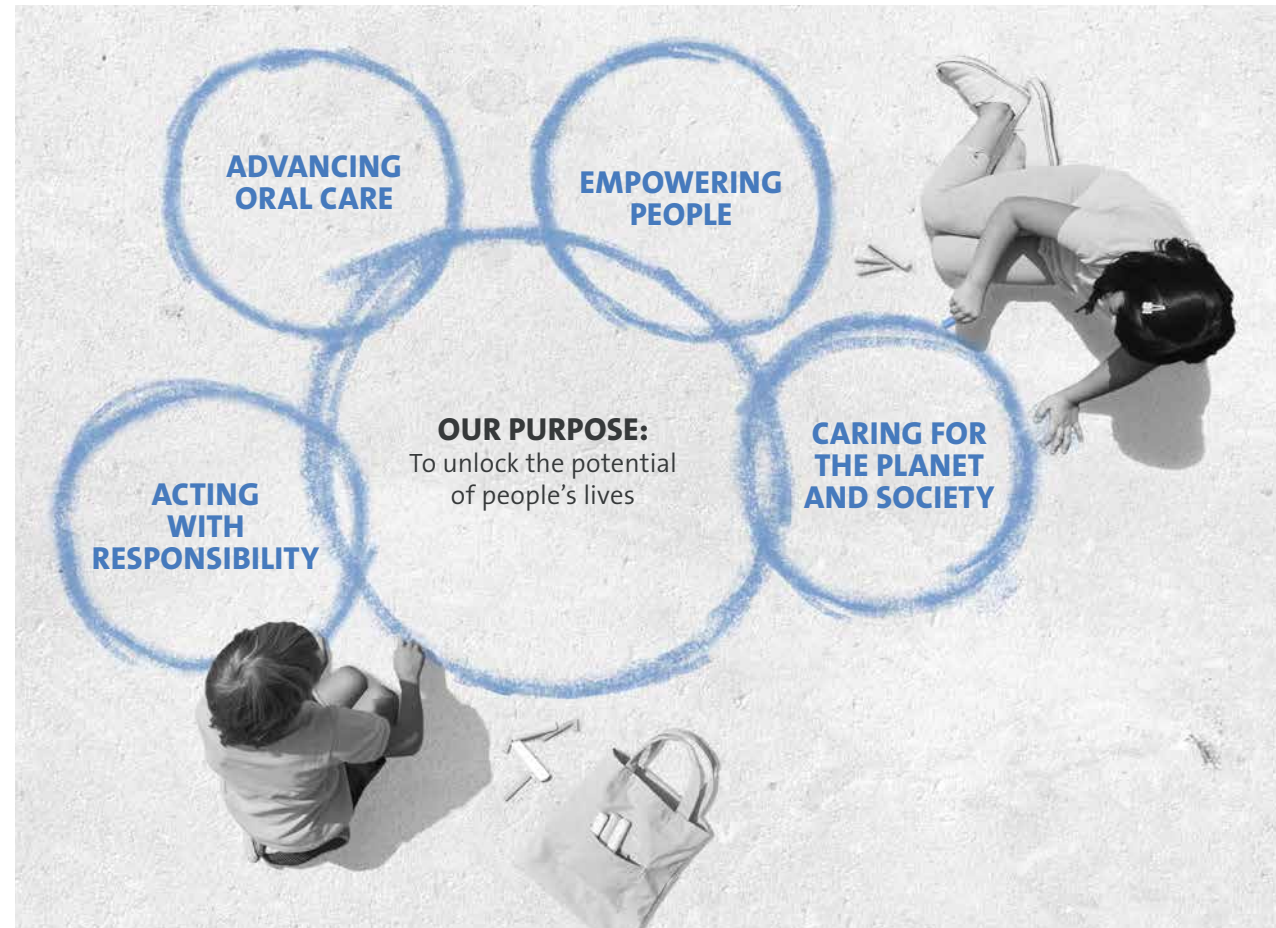 ADVANCING
ORAL CARE
EMPOWERING
PEOPLE
OUR PURPOSE:
To unlock the potential
of people’s lives
CARING FOR
THE PLANET
AND SOCIETY
ACTING
WITH
RESPONSIBILITY